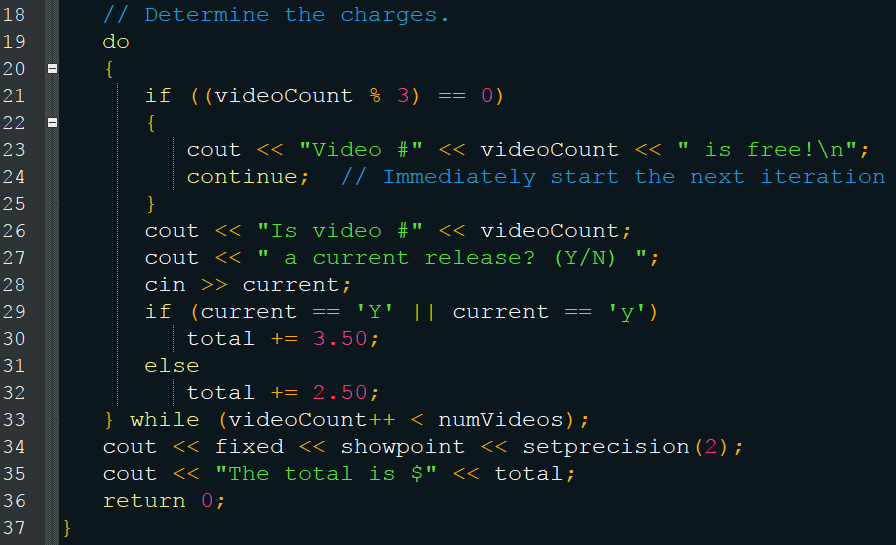 18    // Determine the charges.
19    do
20    {
21       if ((videoCount % 3) == 0)
22       {
23          cout << "Video #" << videoCount << " is free!\n";
24          continue;  // Immediately start the next iteration
25       }
26       cout << "Is video #" << videoCount;
27       cout << " a current release? (Y/N) ";
28       cin >> current;
29       if (current == 'Y' || current == 'y')
30          total += 3.50;
31       else
32          total += 2.50;
33    } while (videoCount++ < numVideos);
34    cout << fixed << showpoint << setprecision(2);
35    cout << "The total is $" << total;
36    return 0;
37 }